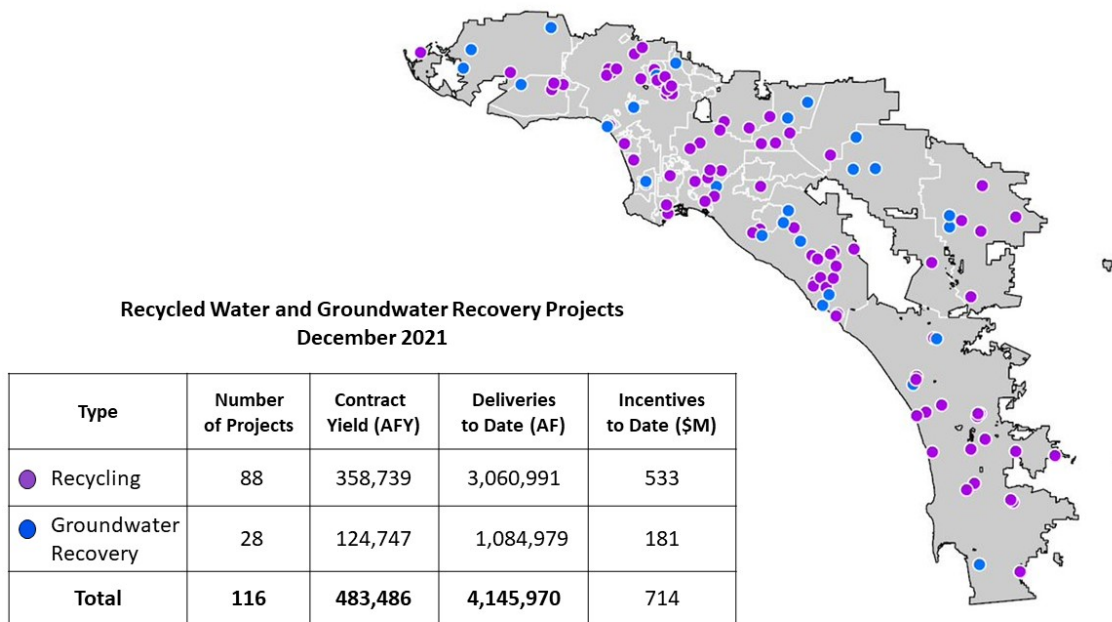 Recycled Water and Groundwater Recovery Projects
December 2021
Type
Number
of Projects
Contract
Yield (AFY)
Deliveries
to Date (AF)
Incentives
to Date ($M)
Recycling
88
358,739
3,060,991
533
Groundwater
Recovery
28
124,747
1,084,979
181
Total
116
483,486
4,145,970
714